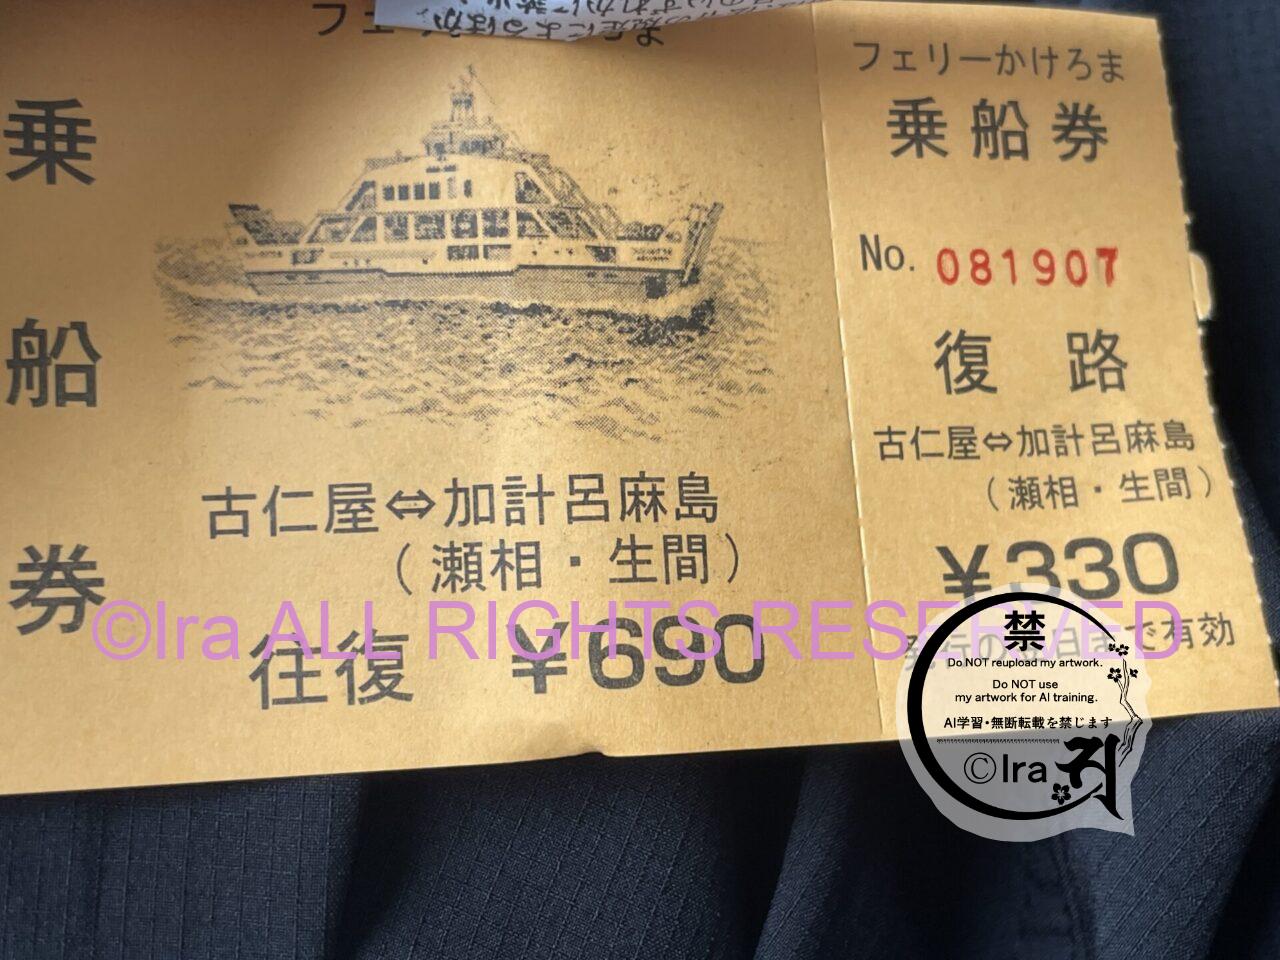 乗船券
古仁屋⇔加計呂麻島
(瀬相・生間)
往復 ¥690
フェリーかけろま
乗船券
No. 081907
復路
古仁屋⇔加計呂麻島
(瀬相・生間)
¥330
で有効
©Ira ALL RIGHTS RESERVED
禁
Do NOT reupload my artwork.
Do NOT use
my artwork for AI training.
AI学習・無断転載を禁じます
©Ira